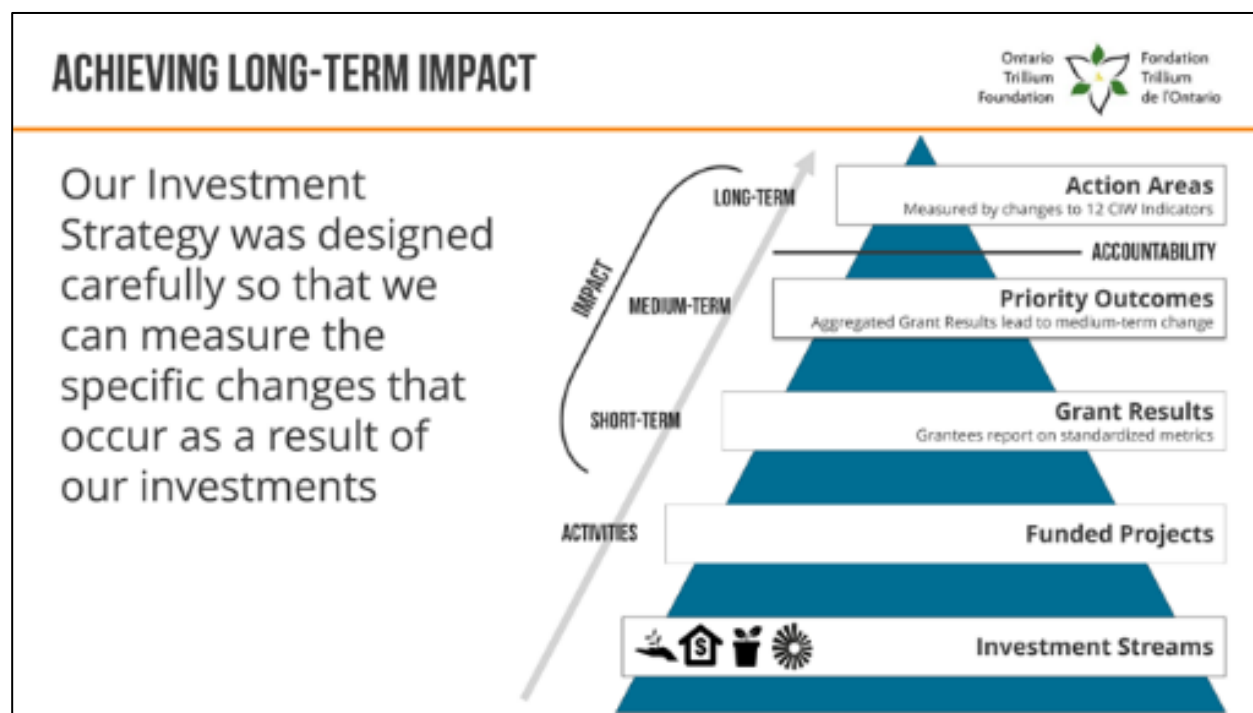 ACHIEVING LONG-TERM IMPACT
Ontario
Trillium
Foundation
Fondation
Trillium
de l'Ontario
Our Investment
Strategy was designed
carefully so that we
can measure the
specific changes that
occur as a result of
our investments
IMPACT
LONG-TERM
MEDIUM-TERM
SHORT-TERM
ACTIVITIES
Action Areas
Measured by changes to 12 CIW Indicators
ACCOUNTABILITY
Priority Outcomes
Aggregated Grant Results lead to medium-term change
Grant Results
Grantees report on standardized metrics
Funded Projects
$
Investment Streams